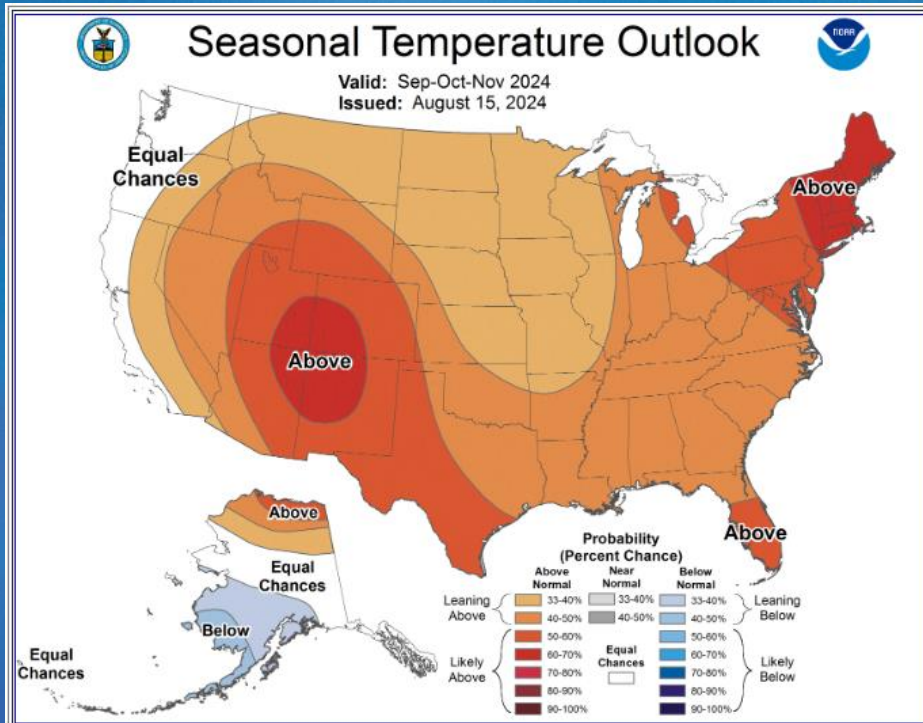 Seasonal Temperature Outlook
NOAA
Valid: Sep-Oct-Nov 2024
Issued: August 15, 2024
Equal
Chances
Above
Above
Above
Above
Equal
Chances
Below
Equal
Chances
Probability
(Percent Chance)
Above
Normal
Near
Normal
Below
Normal
Leaning
Above
33-40%
40-50%
33-40%
40-50%
33-40%
40-50%
Leaning
Below
Likely
Above
50-60%
60-70%
70-80%
80-90%
90-100%
Equal
Chances
50-60%
60-70%
70-80%
80-90%
90-100%
Likely
Below